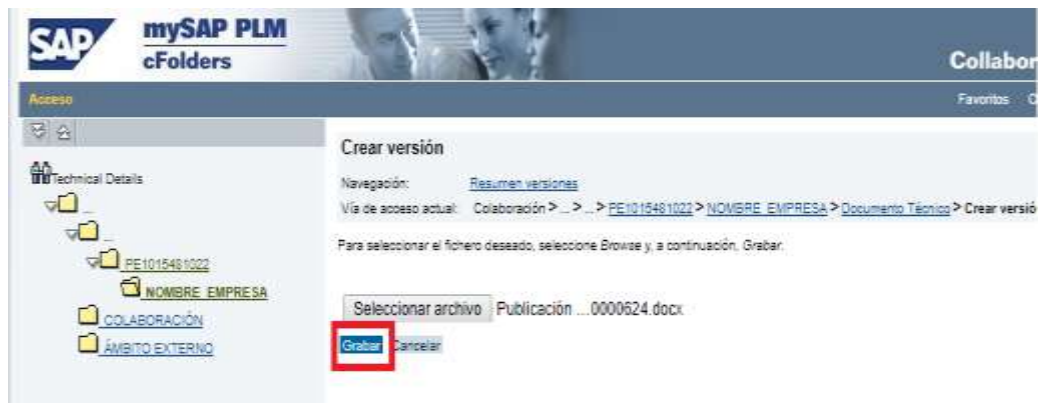 SAP
mySAP PLM
cFolders
Collabor
Acceso
Favoritos C
Technical Details
_
_
PE1015481022
NOMBRE EMPRESA
COLABORACIÓN
ÁMBITO EXTERNO
Crear versión
Navegación: Resumen versiones
Vía de acceso actual: Colaboración > _ > _ > PE1015481022 > NOMBRE EMPRESA > Documento Técnico > Crear versió
Para seleccionar el fichero deseado, seleccione Browse y, a continuación, Grabar.
Seleccionar archivo Publicación ...0000624.docx
Grabar Cancelar